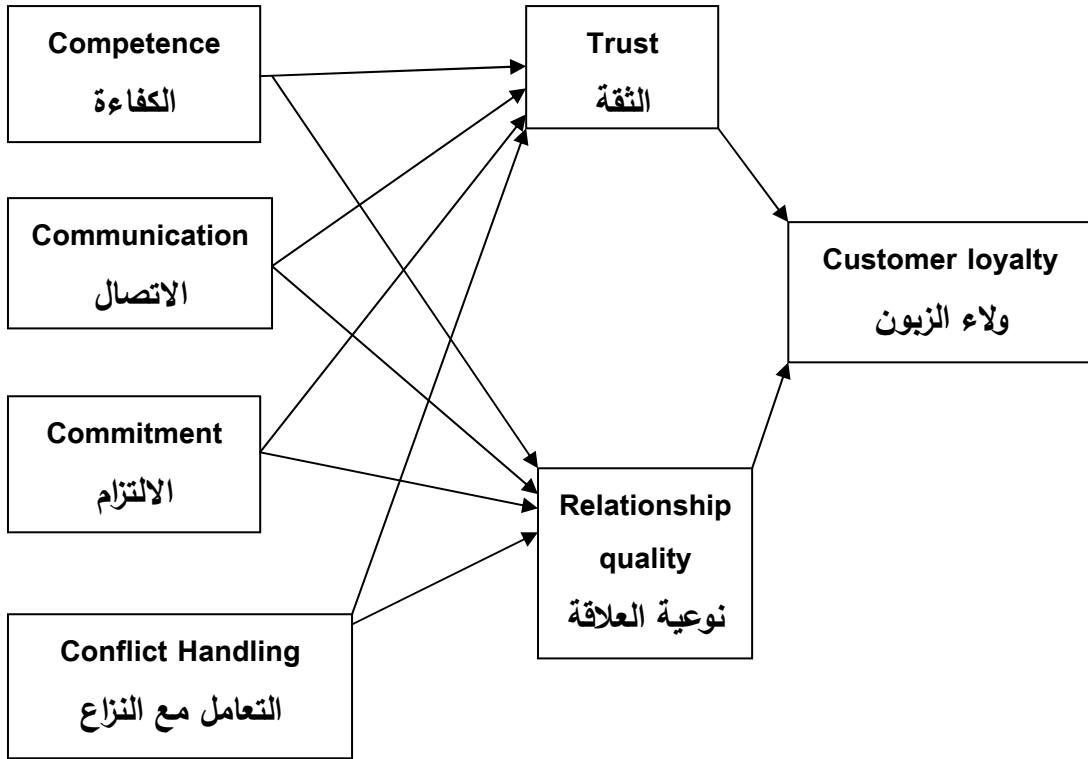 Competence
الكفاءة
Communication
الاتصال
Commitment
الالتزام
Conflict Handling
التعامل مع النزاع
Trust
الثقة
Relationship
quality
نوعية العلاقة
Customer loyalty
ولاء الزبون